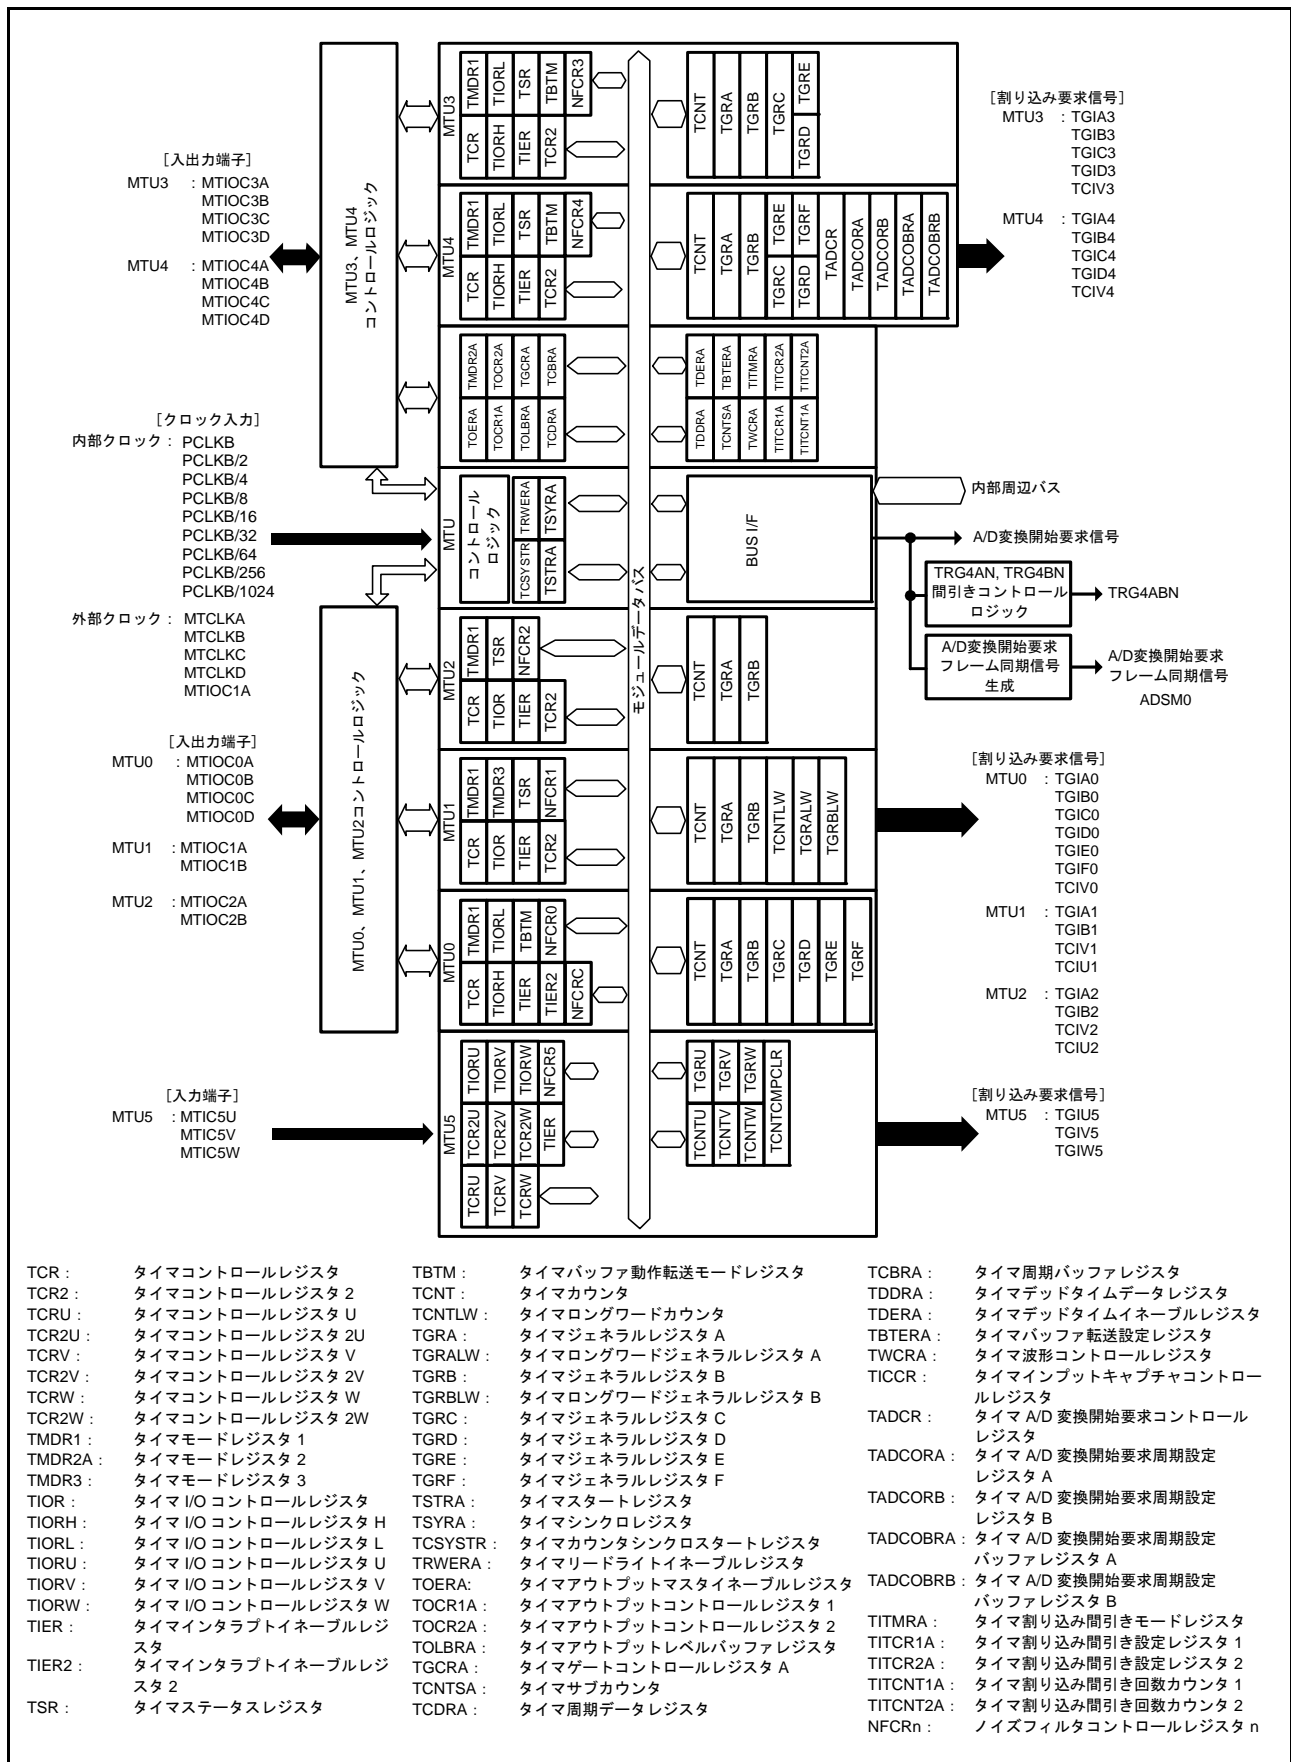 [入出力端子]
MTU3 : MTIOC3A
MTIOC3B
MTIOC3C
MTIOC3D
MTU4 : MTIOC4A
MTIOC4B
MTIOC4C
MTIOC4D
[クロック入力]
内部クロック : PCLKB
PCLKB/2
PCLKB/4
PCLKB/8
PCLKB/16
PCLKB/32
PCLKB/64
PCLKB/256
PCLKB/1024
外部クロック : MTCLKA
MTCLKB
MTCLKC
MTCLKD
MTIOC1A
[入出力端子]
MTU0 : MTIOC0A
MTIOC0B
MTIOC0C
MTIOC0D
MTU1 : MTIOC1A
MTIOC1B
MTU2 : MTIOC2A
MTIOC2B
[入力端子]
MTU5 : MTIC5U
MTIC5V
MTIC5W
MTU3、MTU4
コントロールロジック
MTU0、MTU1、MTU2コントロールロジック
MTU3
TMDR1 TIORL TSR TBTM NFCR3
TCR TIORH TIER TCR2
TCNT TGRA TGRB TGRC TGRE
TGRD
MTU4
TMDR1 TIORL TSR TBTM NFCR4
TCR TIORH TIER TCR2
TCNT TGRA TGRB TGRE TGRF TADCR TADCORA TADCORB TADCOBRA TADCOBRB
TGRC TGRD
TMDR2A TOCR2A TGCRA TCBRA
TOERA TOCR1A TOLBRA TCDRA
TDERA TBTERA TITMRA TITCR2A TITCNT2A
TDDRA TCNTSA TWCRA TITCR1A TITCNT1A
MTU
コントロール
ロジック
TRWERA TSYRA
TCSYSTR TSTRA
BUS I/F
モジュールデータバス
MTU2
TMDR1 TSR NFCR2
TCR TIOR TIER TCR2
TCNT TGRA TGRB
MTU1
TMDR1 TMDR3 TSR NFCR1
TCR TIOR TIER TCR2
TCNT TGRA TGRB TCNTLW TGRALW TGRBLW
MTU0
TMDR1 TIORL TBTM NFCR0
TCR TIORH TIER TIER2 NFCRC
TCNT TGRA TGRB TGRC TGRD TGRE TGRF
MTU5
TIORU TIORV TIORW NFCR5
TCR2U TCR2V TCR2W TIER
TCRU TCRV TCRW
TGRU TGRV TGRW TCNTCMPCLR
TCNTU TCNTV TCNTW
[割り込み要求信号]
MTU3 : TGIA3
TGIB3
TGIC3
TGID3
TCIV3
MTU4 : TGIA4
TGIB4
TGIC4
TGID4
TCIV4
内部周辺バス
A/D変換開始要求信号
TRG4AN, TRG4BN
間引きコントロール
ロジック
TRG4ABN
A/D変換開始要求
フレーム同期信号
生成
A/D変換開始要求
フレーム同期信号
ADSM0
[割り込み要求信号]
MTU0 : TGIA0
TGIB0
TGIC0
TGID0
TGIE0
TGIF0
TCIV0
MTU1 : TGIA1
TGIB1
TCIV1
TCIU1
MTU2 : TGIA2
TGIB2
TCIV2
TCIU2
[割り込み要求信号]
MTU5 : TGIU5
TGIV5
TGIW5
TCR : タイマコントロールレジスタ
TCR2 : タイマコントロールレジスタ 2
TCRU : タイマコントロールレジスタ U
TCR2U : タイマコントロールレジスタ 2U
TCRV : タイマコントロールレジスタ V
TCR2V : タイマコントロールレジスタ 2V
TCRW : タイマコントロールレジスタ W
TCR2W : タイマコントロールレジスタ 2W
TMDR1 : タイマモードレジスタ 1
TMDR2A : タイマモードレジスタ 2
TMDR3 : タイマモードレジスタ 3
TIOR : タイマ I/O コントロールレジスタ
TIORH : タイマ I/O コントロールレジスタ H
TIORL : タイマ I/O コントロールレジスタ L
TIORU : タイマ I/O コントロールレジスタ U
TIORV : タイマ I/O コントロールレジスタ V
TIORW : タイマ I/O コントロールレジスタ W
TIER : タイマインタラプトイネーブルレジ
スタ
TIER2 : タイマインタラプトイネーブルレジ
スタ 2
TSR : タイマステータスレジスタ
TBTM : タイマバッファ動作転送モードレジスタ
TCNT : タイマカウンタ
TCNTLW : タイマロングワードカウンタ
TGRA : タイマジェネラルレジスタ A
TGRALW : タイマロングワードジェネラルレジスタ A
TGRB : タイマジェネラルレジスタ B
TGRBLW : タイマロングワードジェネラルレジスタ B
TGRC : タイマジェネラルレジスタ C
TGRD : タイマジェネラルレジスタ D
TGRE : タイマジェネラルレジスタ E
TGRF : タイマジェネラルレジスタ F
TSTRA : タイマスタートレジスタ
TSYRA : タイマシンクロレジスタ
TCSYSTR : タイマカウンタシンクロスタートレジスタ
TRWERA : タイマリードライトイネーブルレジスタ
TOERA: タイマアウトプットマスタイネーブルレジスタ
TOCR1A : タイマアウトプットコントロールレジスタ 1
TOCR2A : タイマアウトプットコントロールレジスタ 2
TOLBRA : タイマアウトプットレベルバッファレジスタ
TGCRA : タイマゲートコントロールレジスタ A
TCNTSA : タイマサブカウンタ
TCDRA : タイマ周期データレジスタ
TCBRA : タイマ周期バッファレジスタ
TDDRA : タイマデッドタイムデータレジスタ
TDERA : タイマデッドタイムイネーブルレジスタ
TBTERA : タイマバッファ転送設定レジスタ
TWCRA : タイマ波形コントロールレジスタ
TICCR : タイマインプットキャプチャコントロー
ルレジスタ
TADCR : タイマ A/D 変換開始要求コントロール
レジスタ
TADCORA : タイマ A/D 変換開始要求周期設定
レジスタ A
TADCORB : タイマ A/D 変換開始要求周期設定
レジスタ B
TADCOBRA : タイマ A/D 変換開始要求周期設定
バッファレジスタ A
TADCOBRB : タイマ A/D 変換開始要求周期設定
バッファレジスタ B
TITMRA : タイマ割り込み間引きモードレジスタ
TITCR1A : タイマ割り込み間引き設定レジスタ 1
TITCR2A : タイマ割り込み間引き設定レジスタ 2
TITCNT1A : タイマ割り込み間引き回数カウンタ 1
TITCNT2A : タイマ割り込み間引き回数カウンタ 2
NFCRn : ノイズフィルタコントロールレジスタ n